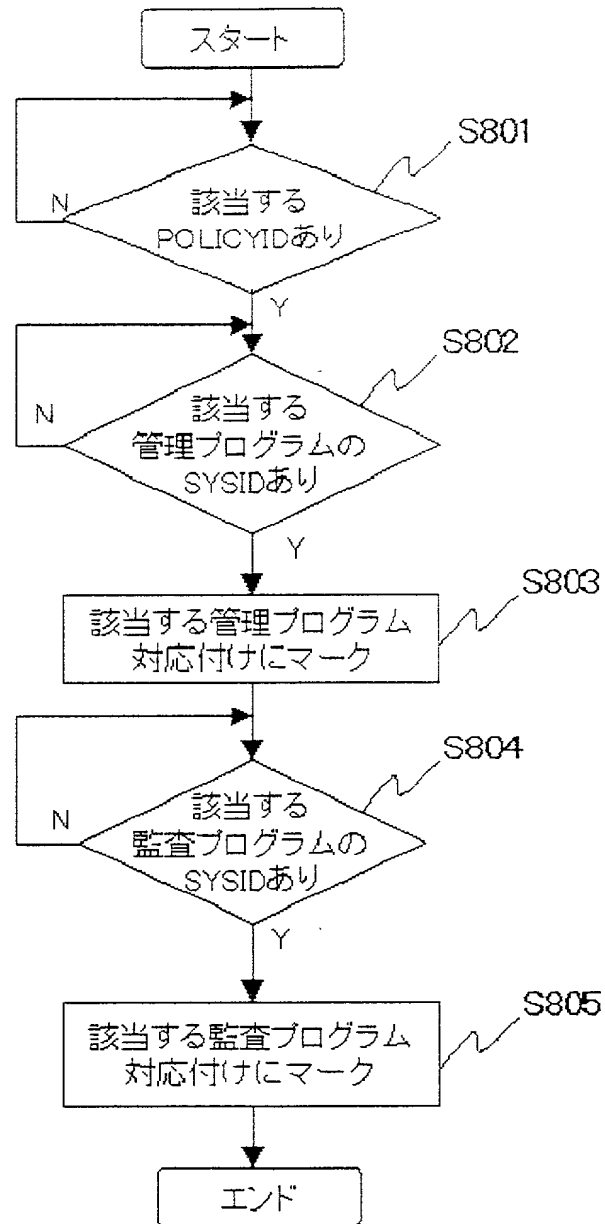 スタート
S801
該当する
POLICYIDあり
N
Y
S802
該当する
管理プログラムの
SYSIDあり
N
Y
S803
該当する管理プログラム
対応付けにマーク
S804
該当する
監査プログラムの
SYSIDあり
N
Y
S805
該当する監査プログラム
対応付けにマーク
エンド